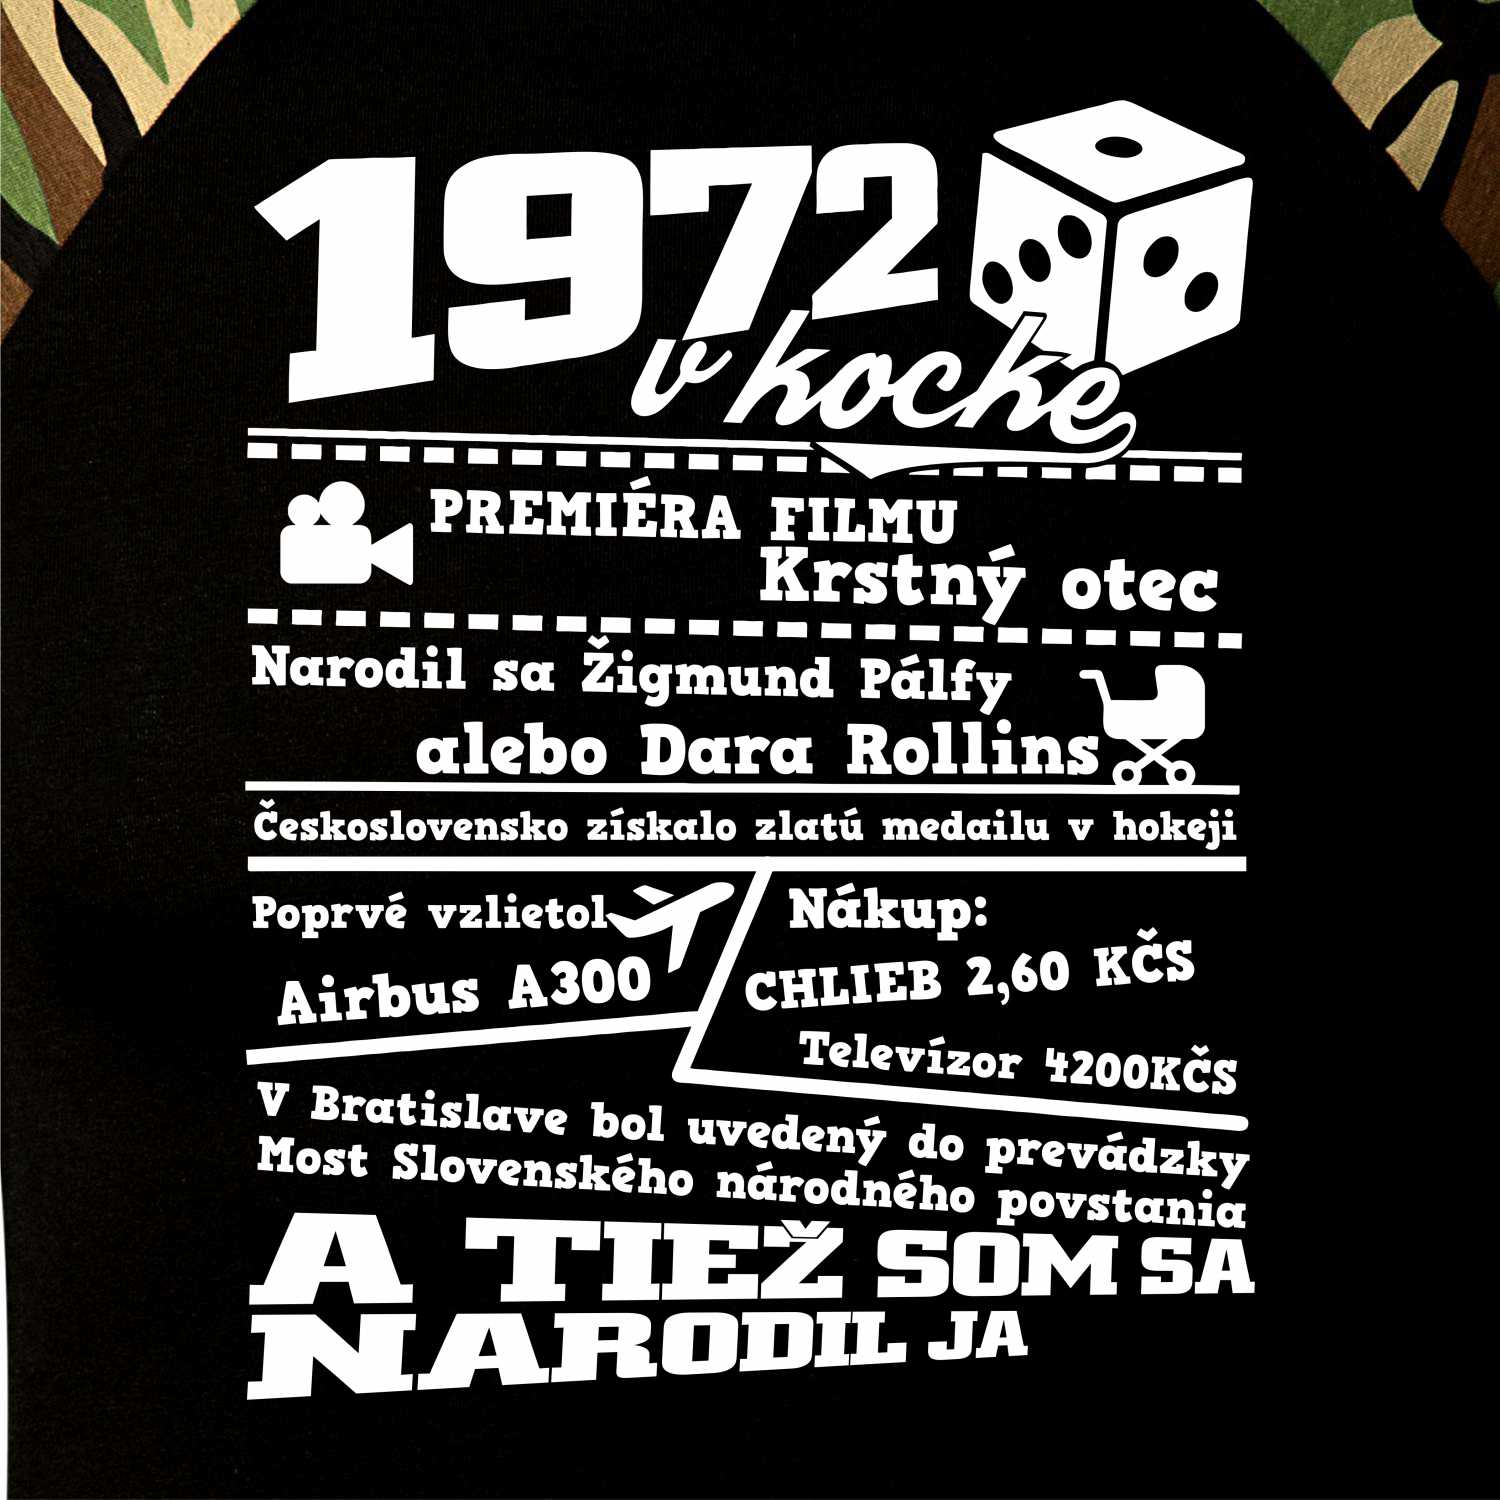 1972
v kocke
PREMIÉRA FILMU
Krstný otec
Narodil sa Žigmund Pálfy
alebo Dara Rollins
Československo získalo zlatú medailu v hokeji
Poprvé vzlietol
Airbus A300
Nákup:
CHLIEB 2,60 KČS
Televízor 4200KČS
V Bratislave bol uvedený do prevádzky
Most Slovenského národného povstania
A TIEŽ SOM SA
NARODIL JA